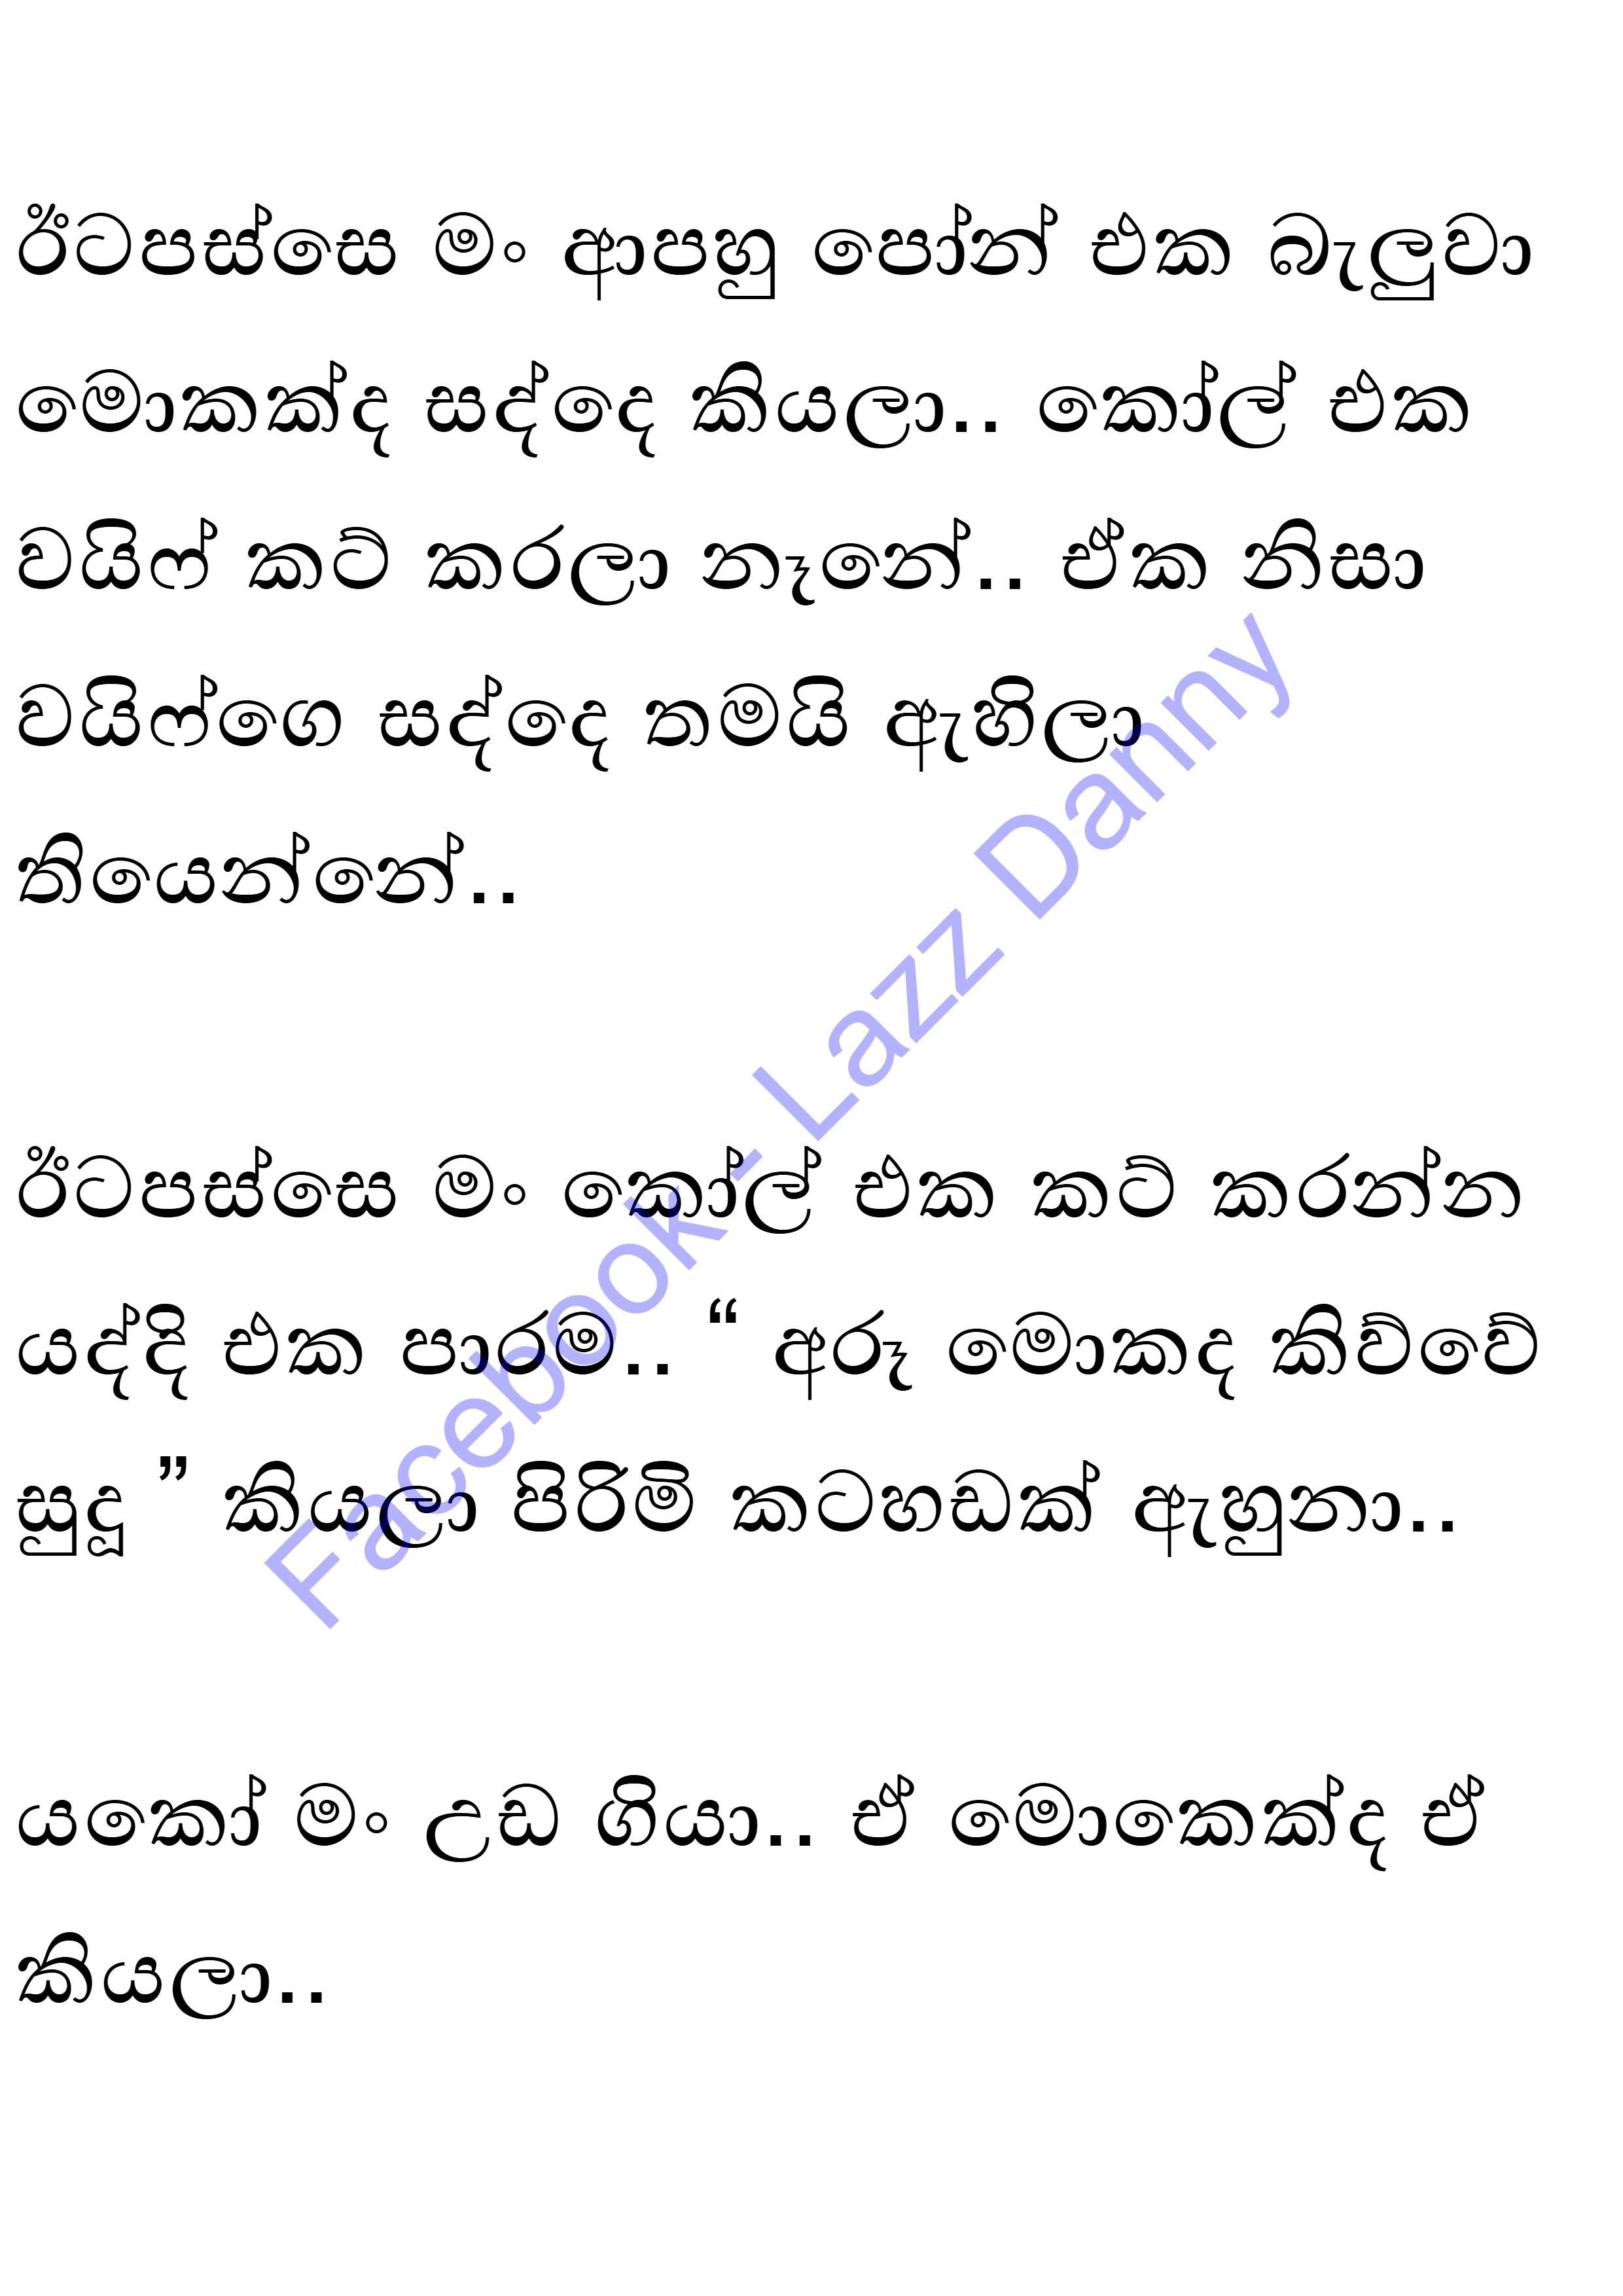 ඊටපස්සෙ මං ආපහු පෝන් එක බැලුවා
මොකක්ද සද්දෙ කියලා.. කෝල් එක
වයිෆ් කට් කරලා නෑනේ.. ඒක නිසා
වයිෆ්ගෙ සද්දෙ තමයි ඇහිලා
තියෙන්නේ..
ඊටපස්සෙ මං කෝල් එක කට් කරන්න
යද්දි එක පාරම.. “ අරූ මොකද කිව්වේ
සුදූ ” කියලා පිරිමි කටහඩක් ඇහුනා..
යකෝ මං උඩ ගියා.. ඒ මොකෙක්ද ඒ
කියලා..
Facebook - Lazz Danny